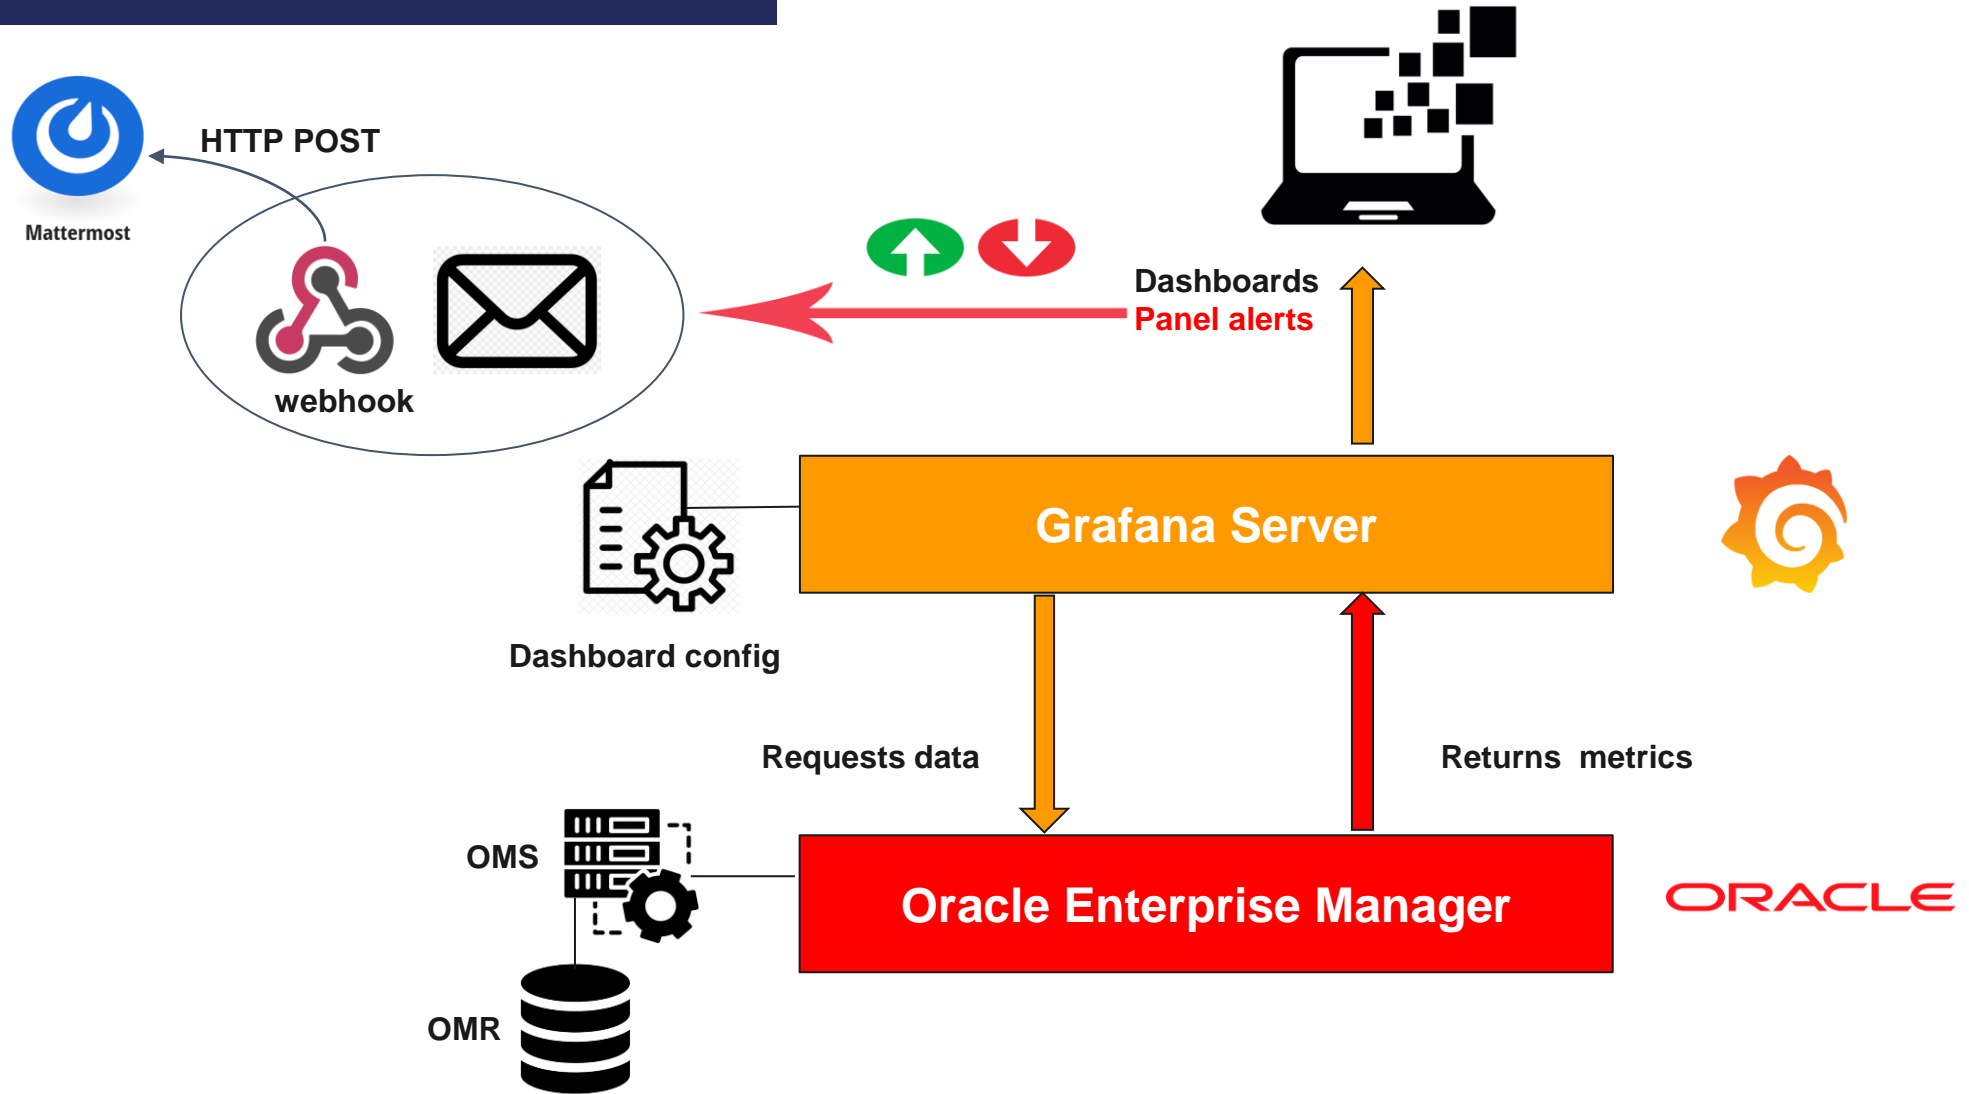 HTTP POST
Mattermost
Dashboards
Panel alerts
webhook
Grafana Server
Dashboard config
Requests data
Returns metrics
OMS
Oracle Enterprise Manager
ORACLE
OMR